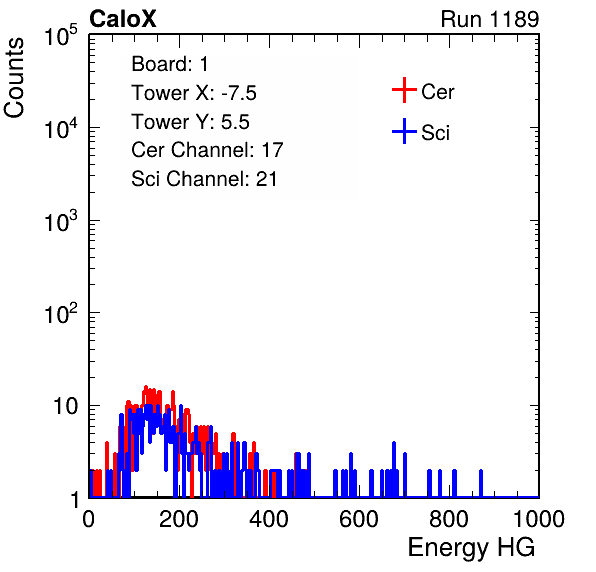 CaloX Run 1189
Counts
10^5
10^4
10^3
10^2
10
1
Board: 1
Tower X: -7.5
Tower Y: 5.5
Cer Channel: 17
Sci Channel: 21
Cer
Sci
0 200 400 600 800 1000
Energy HG